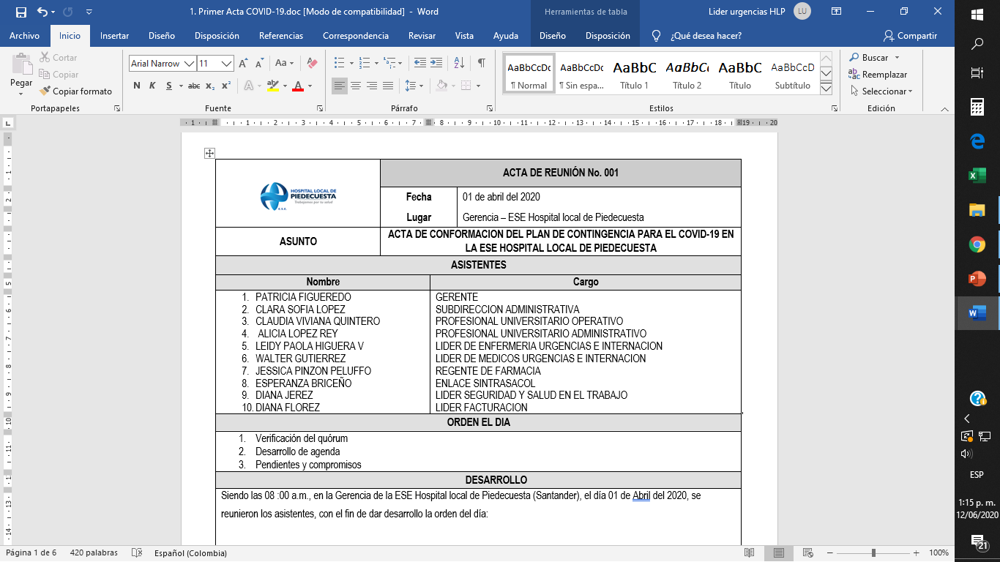 1. Primer Acta COVID-19.doc [Modo de compatibilidad] - Word
Herramientas de tabla
Lider urgencias HLP
LU
Archivo Inicio Insertar Diseño Disposición Referencias Correspondencia Revisar Vista Ayuda Diseño Disposición ¿Qué desea hacer? Compartir
Pegar
Cortar
Copiar
Copiar formato
Portapapeles
Arial Narrow 11
N K S abc x₂ x²
Fuente
Párrafo
AaBbCcDc AaBbCcDc AaBbC AaBbCc AaBbC AaBbCcD
¶ Normal ¶ Sin espa... Título 1 Título 2 Título Subtítulo
Estilos
Buscar
Reemplazar
Seleccionar
Edición
HOSPITAL LOCAL DE
PIEDECUESTA
Trabajamos por su salud
E.S.E.
ACTA DE REUNIÓN No. 001
Fecha 01 de abril del 2020
Lugar Gerencia – ESE Hospital local de Piedecuesta
ASUNTO
ACTA DE CONFORMACION DEL PLAN DE CONTINGENCIA PARA EL COVID-19 EN
LA ESE HOSPITAL LOCAL DE PIEDECUESTA
ASISTENTES
Nombre Cargo
1. PATRICIA FIGUEREDO GERENTE
2. CLARA SOFIA LOPEZ SUBDIRECCION ADMINISTRATIVA
3. CLAUDIA VIVIANA QUINTERO PROFESIONAL UNIVERSITARIO OPERATIVO
4. ALICIA LOPEZ REY PROFESIONAL UNIVERSITARIO ADMINISTRATIVO
5. LEIDY PAOLA HIGUERA V LIDER DE ENFERMERIA URGENCIAS E INTERNACION
6. WALTER GUTIERREZ LIDER DE MEDICOS URGENCIAS E INTERNACION
7. JESSICA PINZON PELUFFO REGENTE DE FARMACIA
8. ESPERANZA BRICEÑO ENLACE SINTRASACOL
9. DIANA JEREZ LIDER SEGURIDAD Y SALUD EN EL TRABAJO
10. DIANA FLOREZ LIDER FACTURACION
ORDEN EL DIA
1. Verificación del quórum
2. Desarrollo de agenda
3. Pendientes y compromisos
DESARROLLO
Siendo las 08 :00 a.m., en la Gerencia de la ESE Hospital local de Piedecuesta (Santander), el día 01 de Abril del 2020, se
reunieron los asistentes, con el fin de dar desarrollo la orden del día:
Página 1 de 6 420 palabras Español (Colombia) 100%
ESP
1:15 p. m.
12/06/2020
21